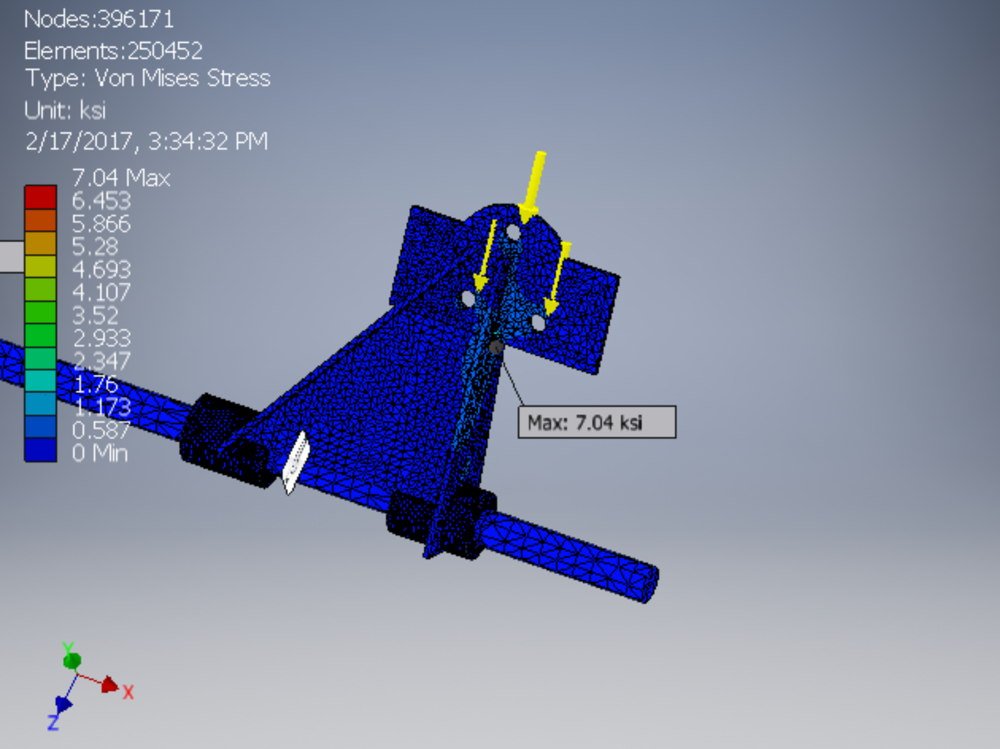 Nodes:396171
Elements:250452
Type: Von Mises Stress
Unit: ksi
2/17/2017, 3:34:32 PM
7.04 Max
6.453
5.866
5.28
4.693
4.107
3.52
2.933
2.347
1.76
1.173
0.587
0 Min
Max: 7.04 ksi
Y
X
Z